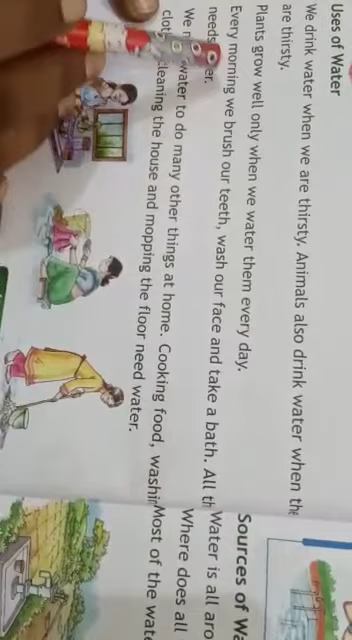 Uses of Water
We drink water when we are thirsty. Animals also drink water when the
are thirsty.
Plants grow well only when we water them every day.
Every morning we brush our teeth, wash our face and take a bath. All th
needs
We water to do many other things at home. Cooking food, washin
cleaning the house and mopping the floor need water.
Sources of Wa
Water is all aro
Where does all
Most of the wate